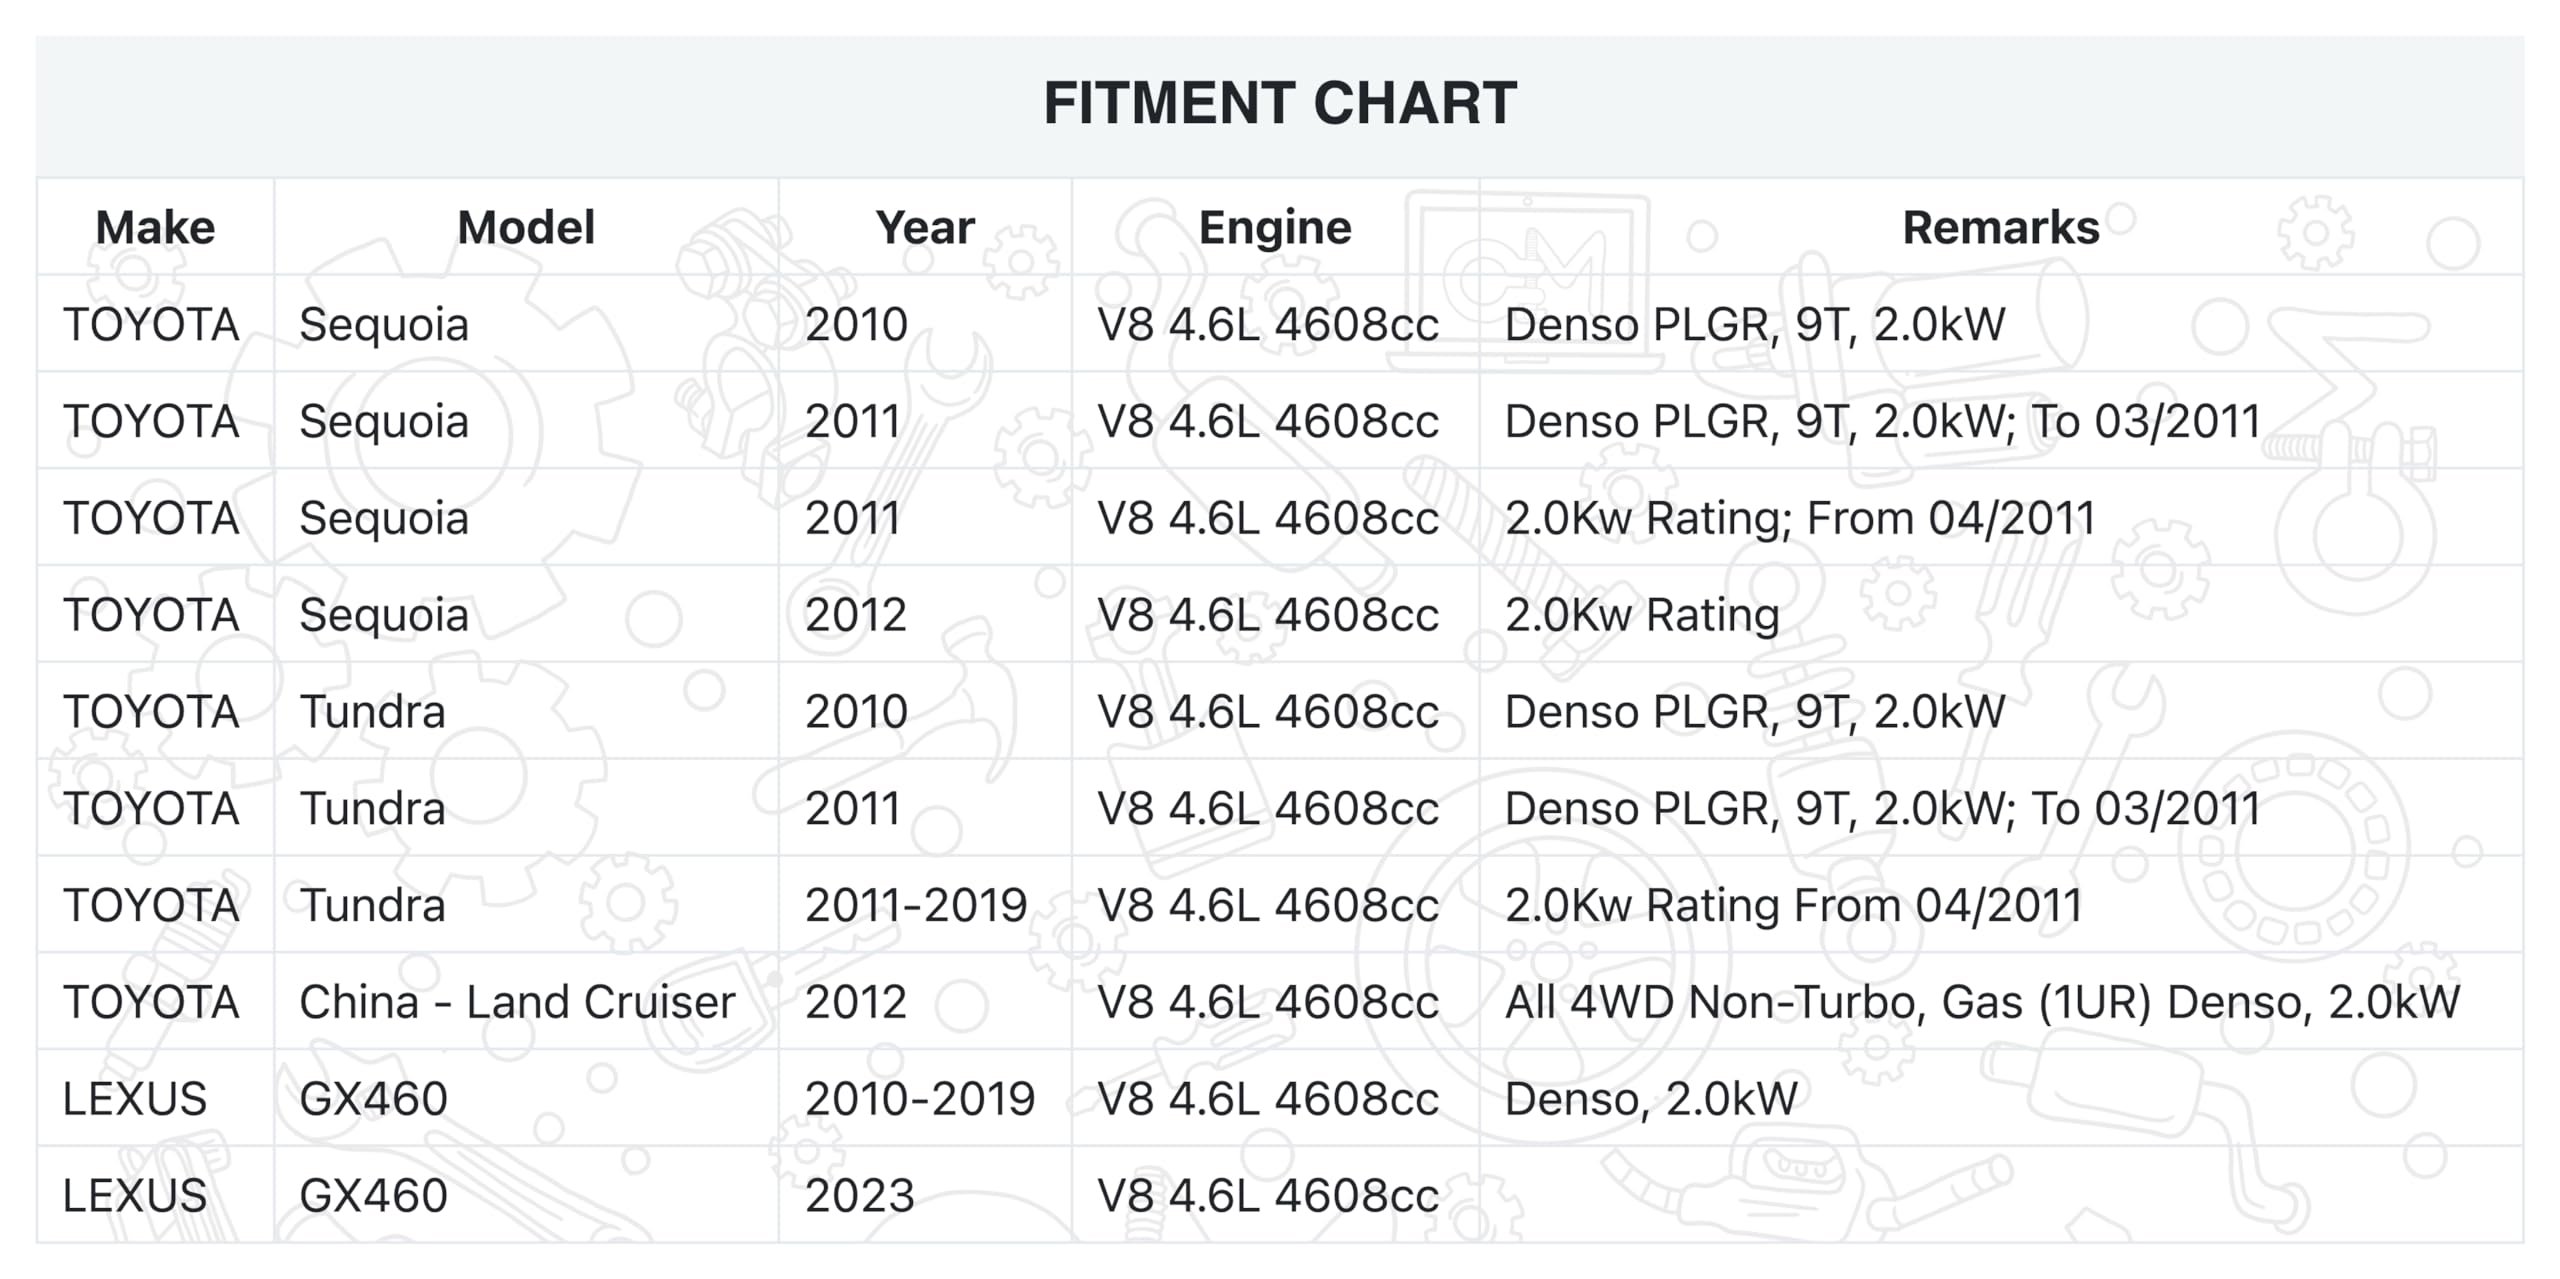 FITMENT CHART
Make Model Year Engine Remarks
TOYOTA Sequoia 2010 V8 4.6L 4608cc Denso PLGR, 9T, 2.0kW
TOYOTA Sequoia 2011 V8 4.6L 4608cc Denso PLGR, 9T, 2.0kW; To 03/2011
TOYOTA Sequoia 2011 V8 4.6L 4608cc 2.0Kw Rating; From 04/2011
TOYOTA Sequoia 2012 V8 4.6L 4608cc 2.0Kw Rating
TOYOTA Tundra 2010 V8 4.6L 4608cc Denso PLGR, 9T, 2.0kW
TOYOTA Tundra 2011 V8 4.6L 4608cc Denso PLGR, 9T, 2.0kW; To 03/2011
TOYOTA Tundra 2011-2019 V8 4.6L 4608cc 2.0Kw Rating From 04/2011
TOYOTA China - Land Cruiser 2012 V8 4.6L 4608cc All 4WD Non-Turbo, Gas (1UR) Denso, 2.0kW
LEXUS GX460 2010-2019 V8 4.6L 4608cc Denso, 2.0kW
LEXUS GX460 2023 V8 4.6L 4608cc